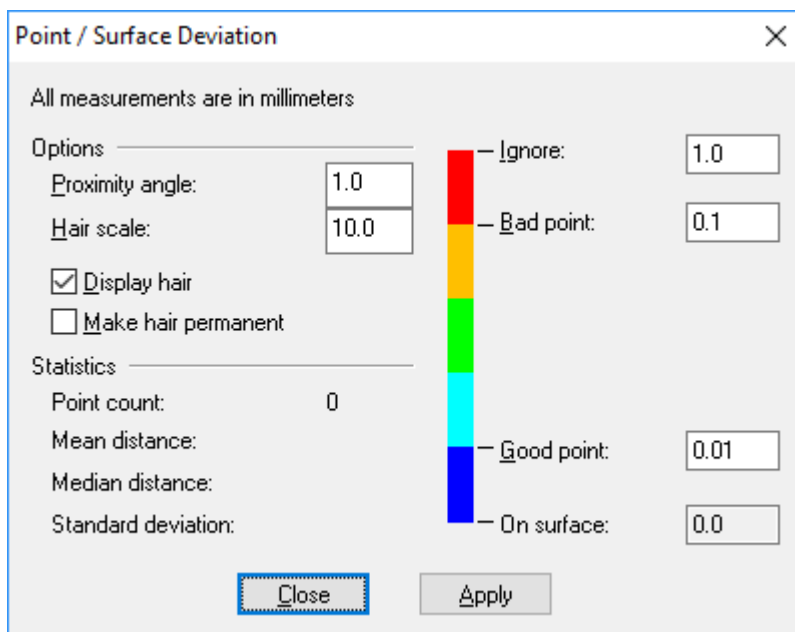 Point / Surface Deviation
All measurements are in millimeters
Options
Proximity angle: 1.0
Hair scale: 10.0
Display hair
Make hair permanent
Statistics
Point count: 0
Mean distance:
Median distance:
Standard deviation:
Ignore: 1.0
Bad point: 0.1
Good point: 0.01
On surface: 0.0
Close Apply